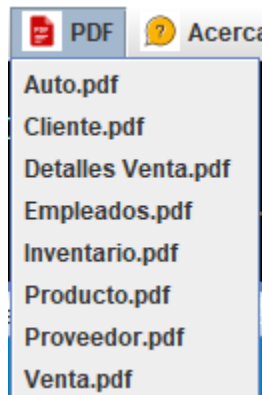 PDF Acerca
Auto.pdf
Cliente.pdf
Detalles Venta.pdf
Empleados.pdf
Inventario.pdf
Producto.pdf
Proveedor.pdf
Venta.pdf